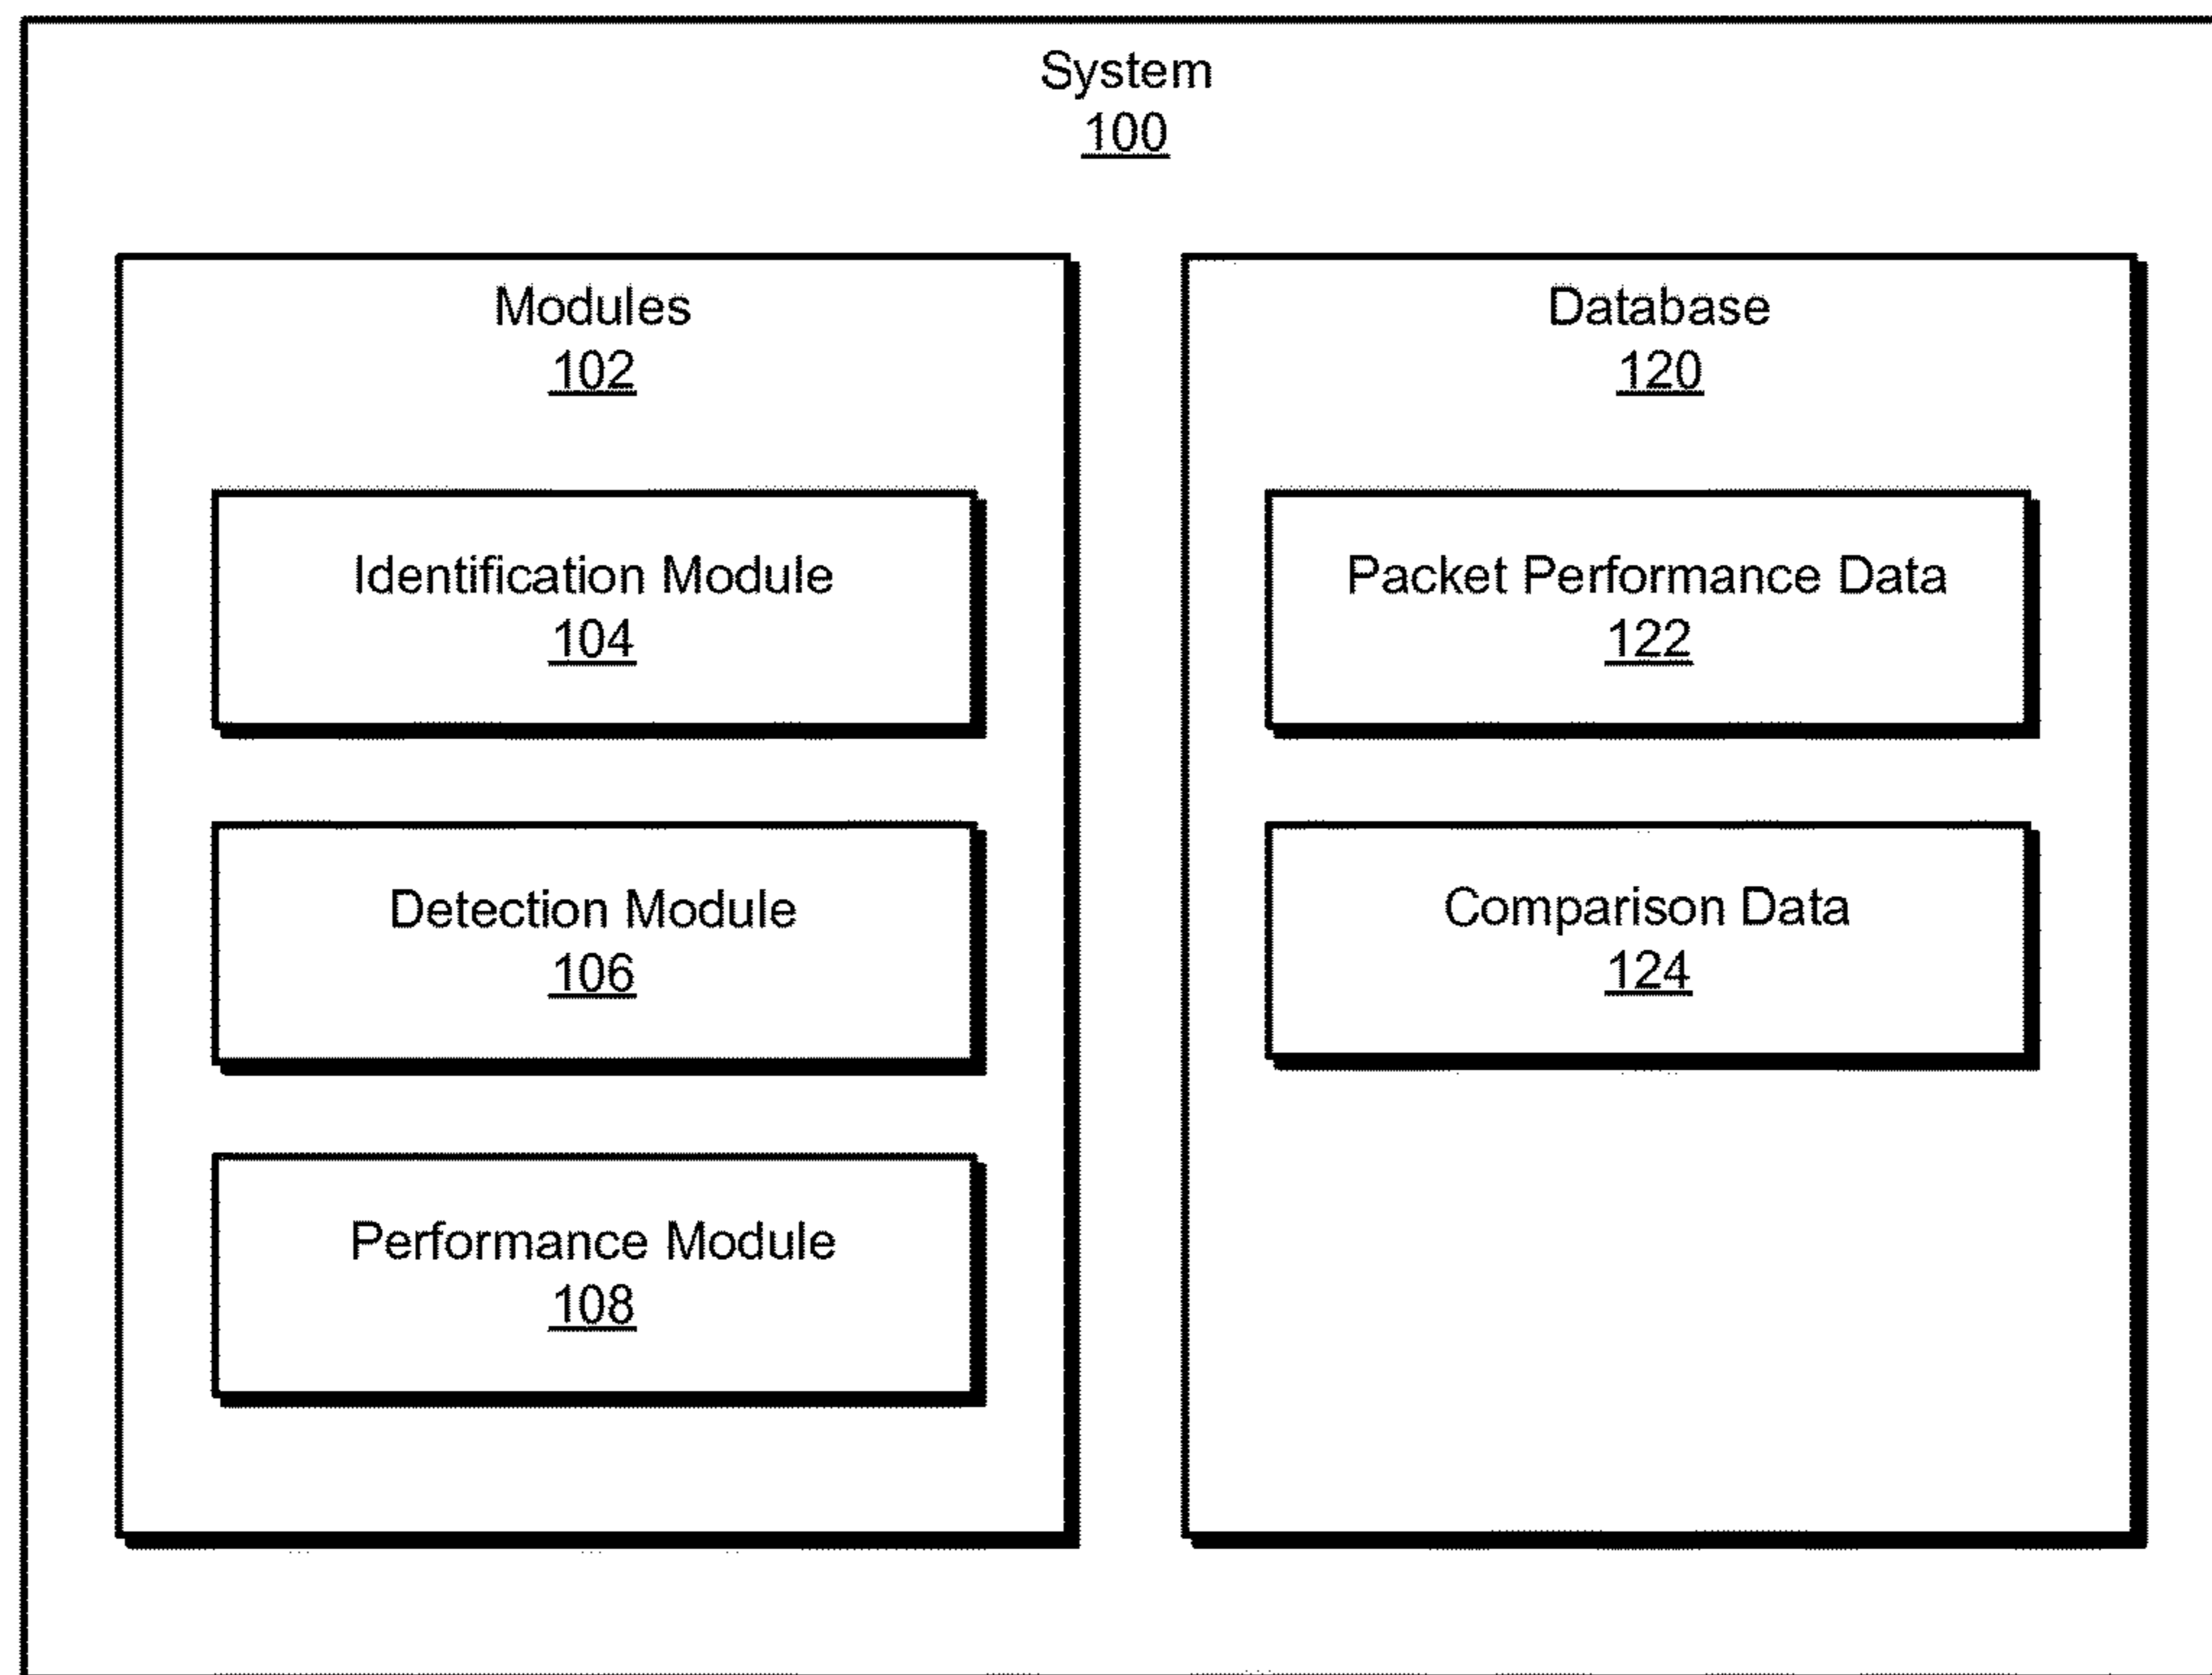 System
100
Modules
102
Identification Module
104
Detection Module
106
Performance Module
108
Database
120
Packet Performance Data
122
Comparison Data
124